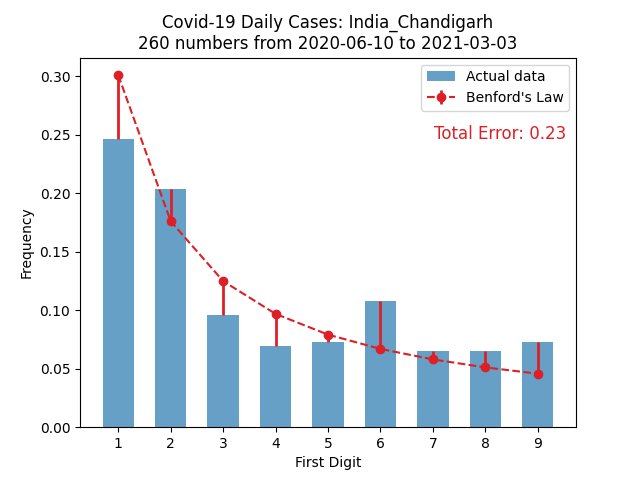 Covid-19 Daily Cases: India_Chandigarh
260 numbers from 2020-06-10 to 2021-03-03
Actual data
Benford's Law
Total Error: 0.23
0.30
0.25
0.20
0.15
0.10
0.05
0.00
Frequency
1 2 3 4 5 6 7 8 9
First Digit